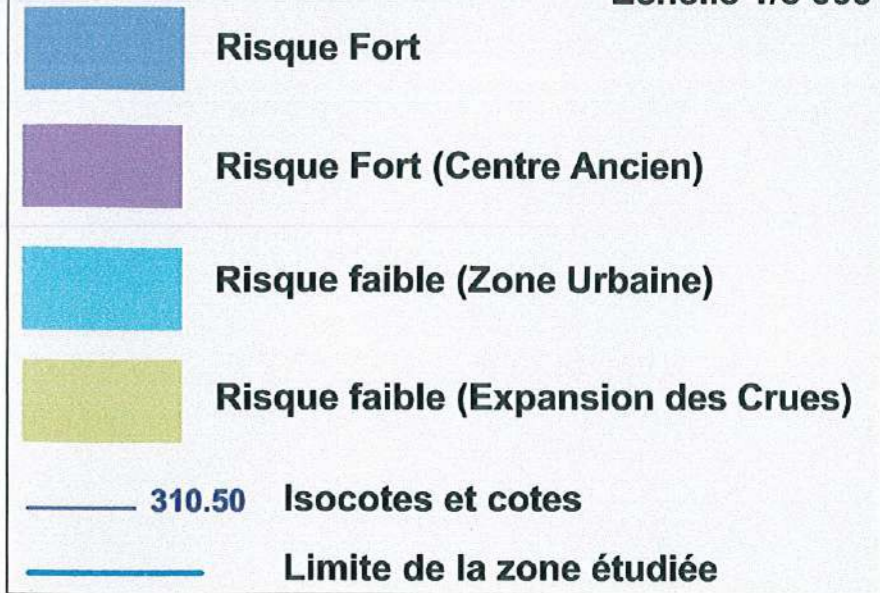 Risque Fort
Risque Fort (Centre Ancien)
Risque faible (Zone Urbaine)
Risque faible (Expansion des Crues)
310.50 Isocotes et cotes
Limite de la zone étudiée